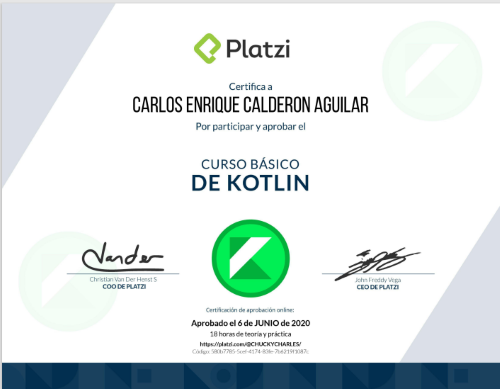 Platzi
Certifica a
CARLOS ENRIQUE CALDERON AGUILAR
Por participar y aprobar el
CURSO BÁSICO
DE KOTLIN
Christian Van Der Henst S
COO DE PLATZI
John Freddy Vega
CEO DE PLATZI
Certificación de aprobación online:
Aprobado el 6 de JUNIO de 2020
18 horas de teoría y práctica
https://platzi.com/@CHUCKYCHARLES/
Código: